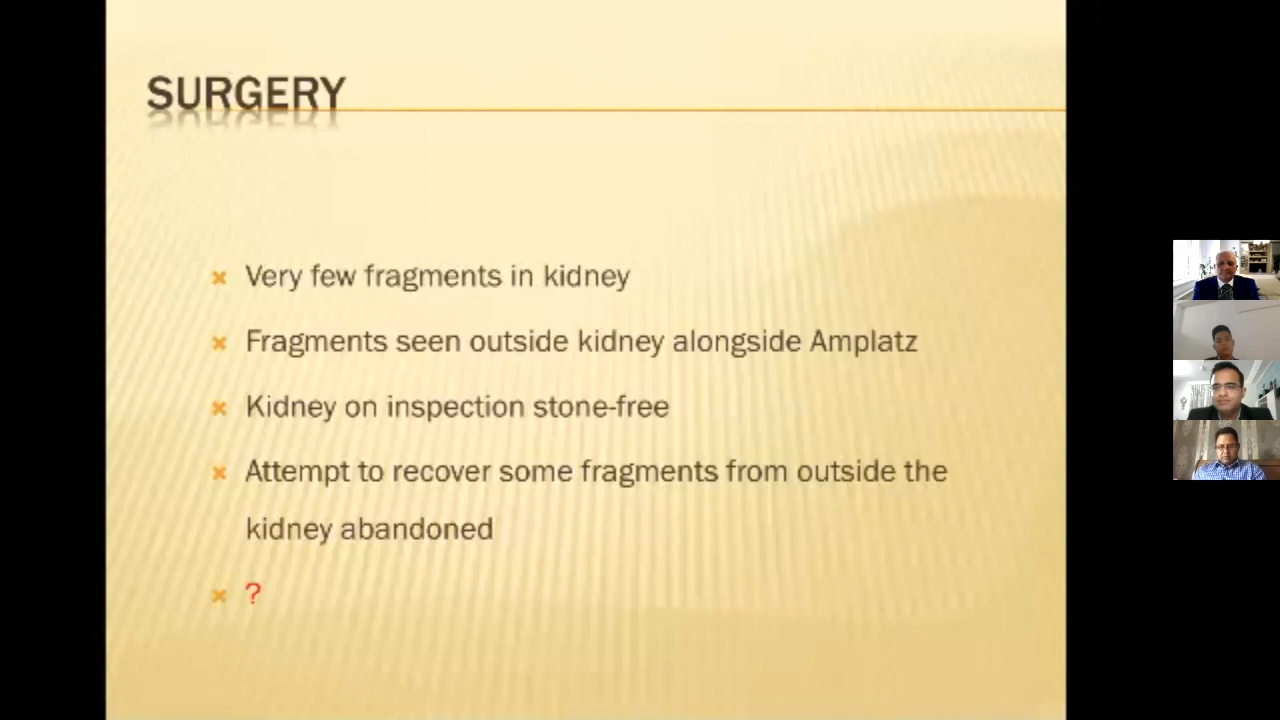 SURGERY
Very few fragments in kidney
Fragments seen outside kidney alongside Amplatz
Kidney on inspection stone-free
Attempt to recover some fragments from outside the
kidney abandoned
?